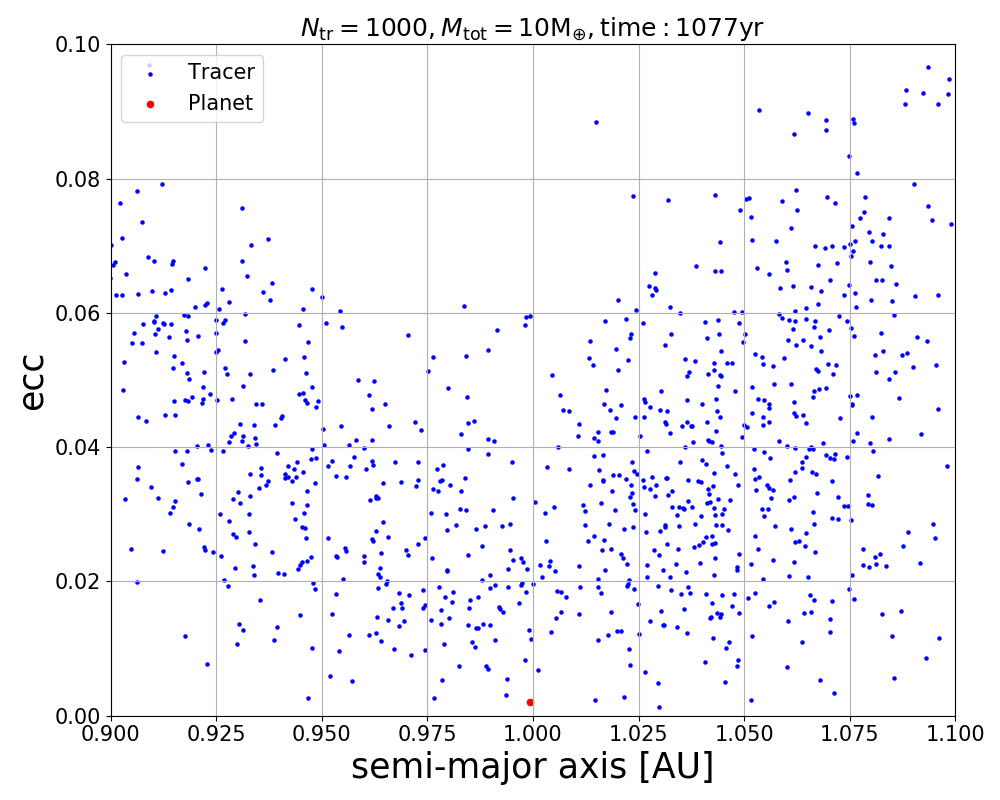 N_tr = 1000, M_tot = 10M_⊕, time : 1077yr
0.10
Tracer
Planet
0.08
0.06
ecc
0.04
0.02
0.00
0.900 0.925 0.950 0.975 1.000 1.025 1.050 1.075 1.100
semi-major axis [AU]